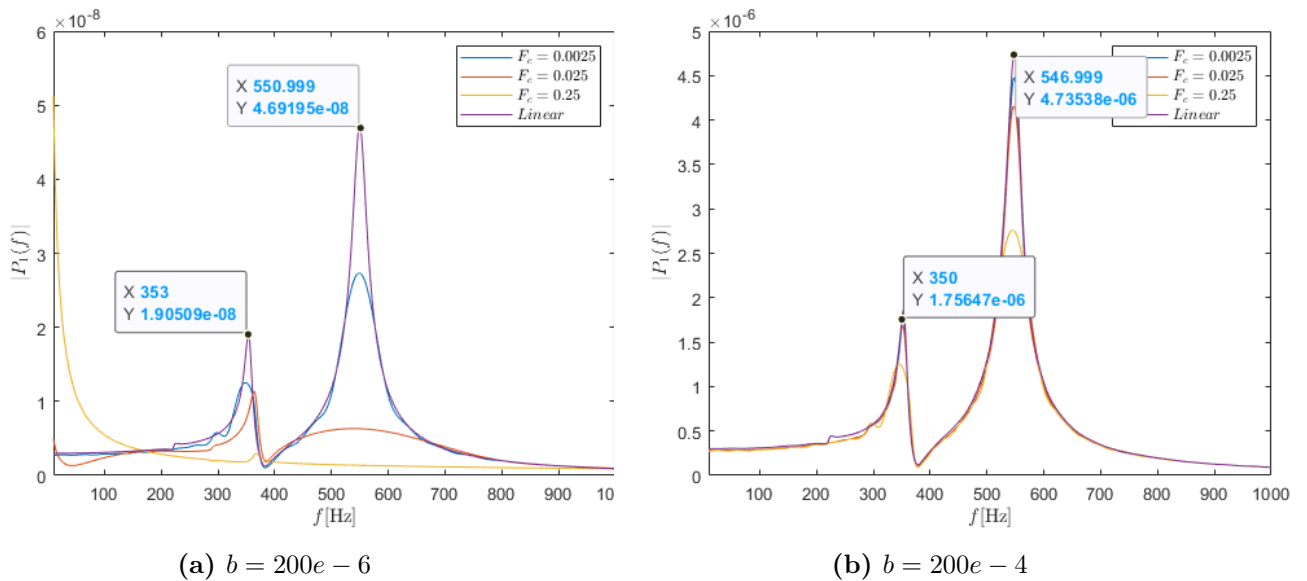 ×10⁻⁸
6
5
4
3
2
1
0
|P₁(f)|
100 200 300 400 500 600 700 800 900 100
f[Hz]
F_c = 0.0025
F_c = 0.025
F_c = 0.25
Linear
X 550.999
Y 4.69195e-08
X 353
Y 1.90509e-08
(a) b = 200e − 6
×10⁻⁶
5
4.5
4
3.5
3
2.5
2
1.5
1
0.5
0
|P₁(f)|
100 200 300 400 500 600 700 800 900 1000
f[Hz]
F_c = 0.0025
F_c = 0.025
F_c = 0.25
Linear
X 546.999
Y 4.73538e-06
X 350
Y 1.75647e-06
(b) b = 200e − 4